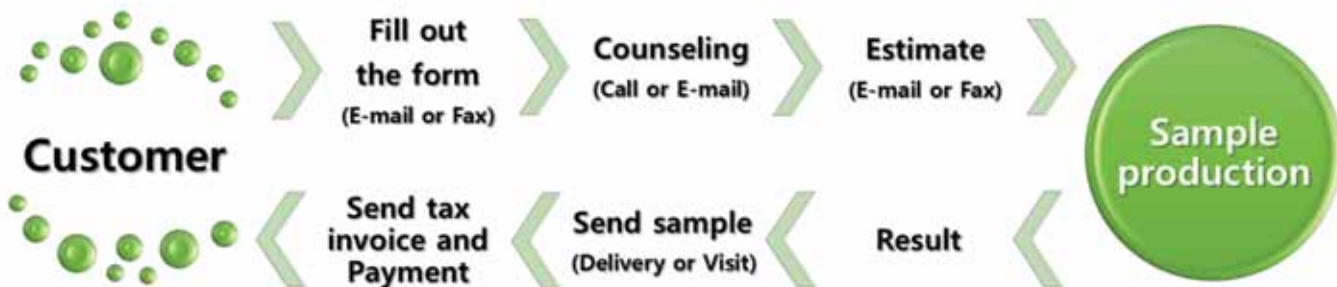 Customer
Fill out
the form
(E-mail or Fax)
Counseling
(Call or E-mail)
Estimate
(E-mail or Fax)
Sample
production
Result
Send sample
(Delivery or Visit)
Send tax
invoice and
Payment